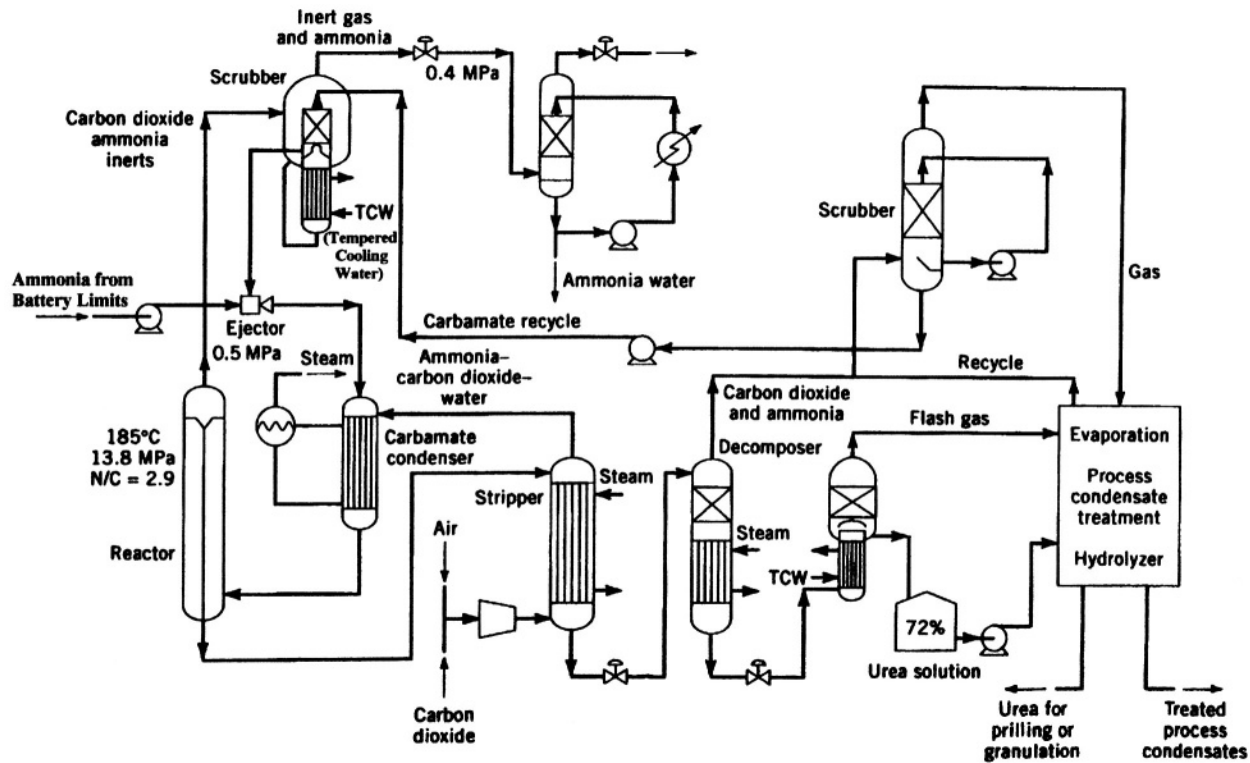 Inert gas
and ammonia
Scrubber
0.4 MPa
Carbon dioxide
ammonia
inerts
TCW
(Tempered
Cooling
Water)
Ammonia water
Scrubber
Gas
Ammonia from
Battery Limits
Ejector
0.5 MPa
Carbamate recycle
Steam
Ammonia–
carbon dioxide–
water
Recycle
Carbon dioxide
and ammonia
Flash gas
185°C
13.8 MPa
N/C = 2.9
Carbamate
condenser
Decomposer
Evaporation
Process
condensate
treatment
Hydrolyzer
Stripper
Steam
Reactor
Air
Steam
TCW
72%
Urea solution
Carbon
dioxide
Urea for
prilling or
granulation
Treated
process
condensates